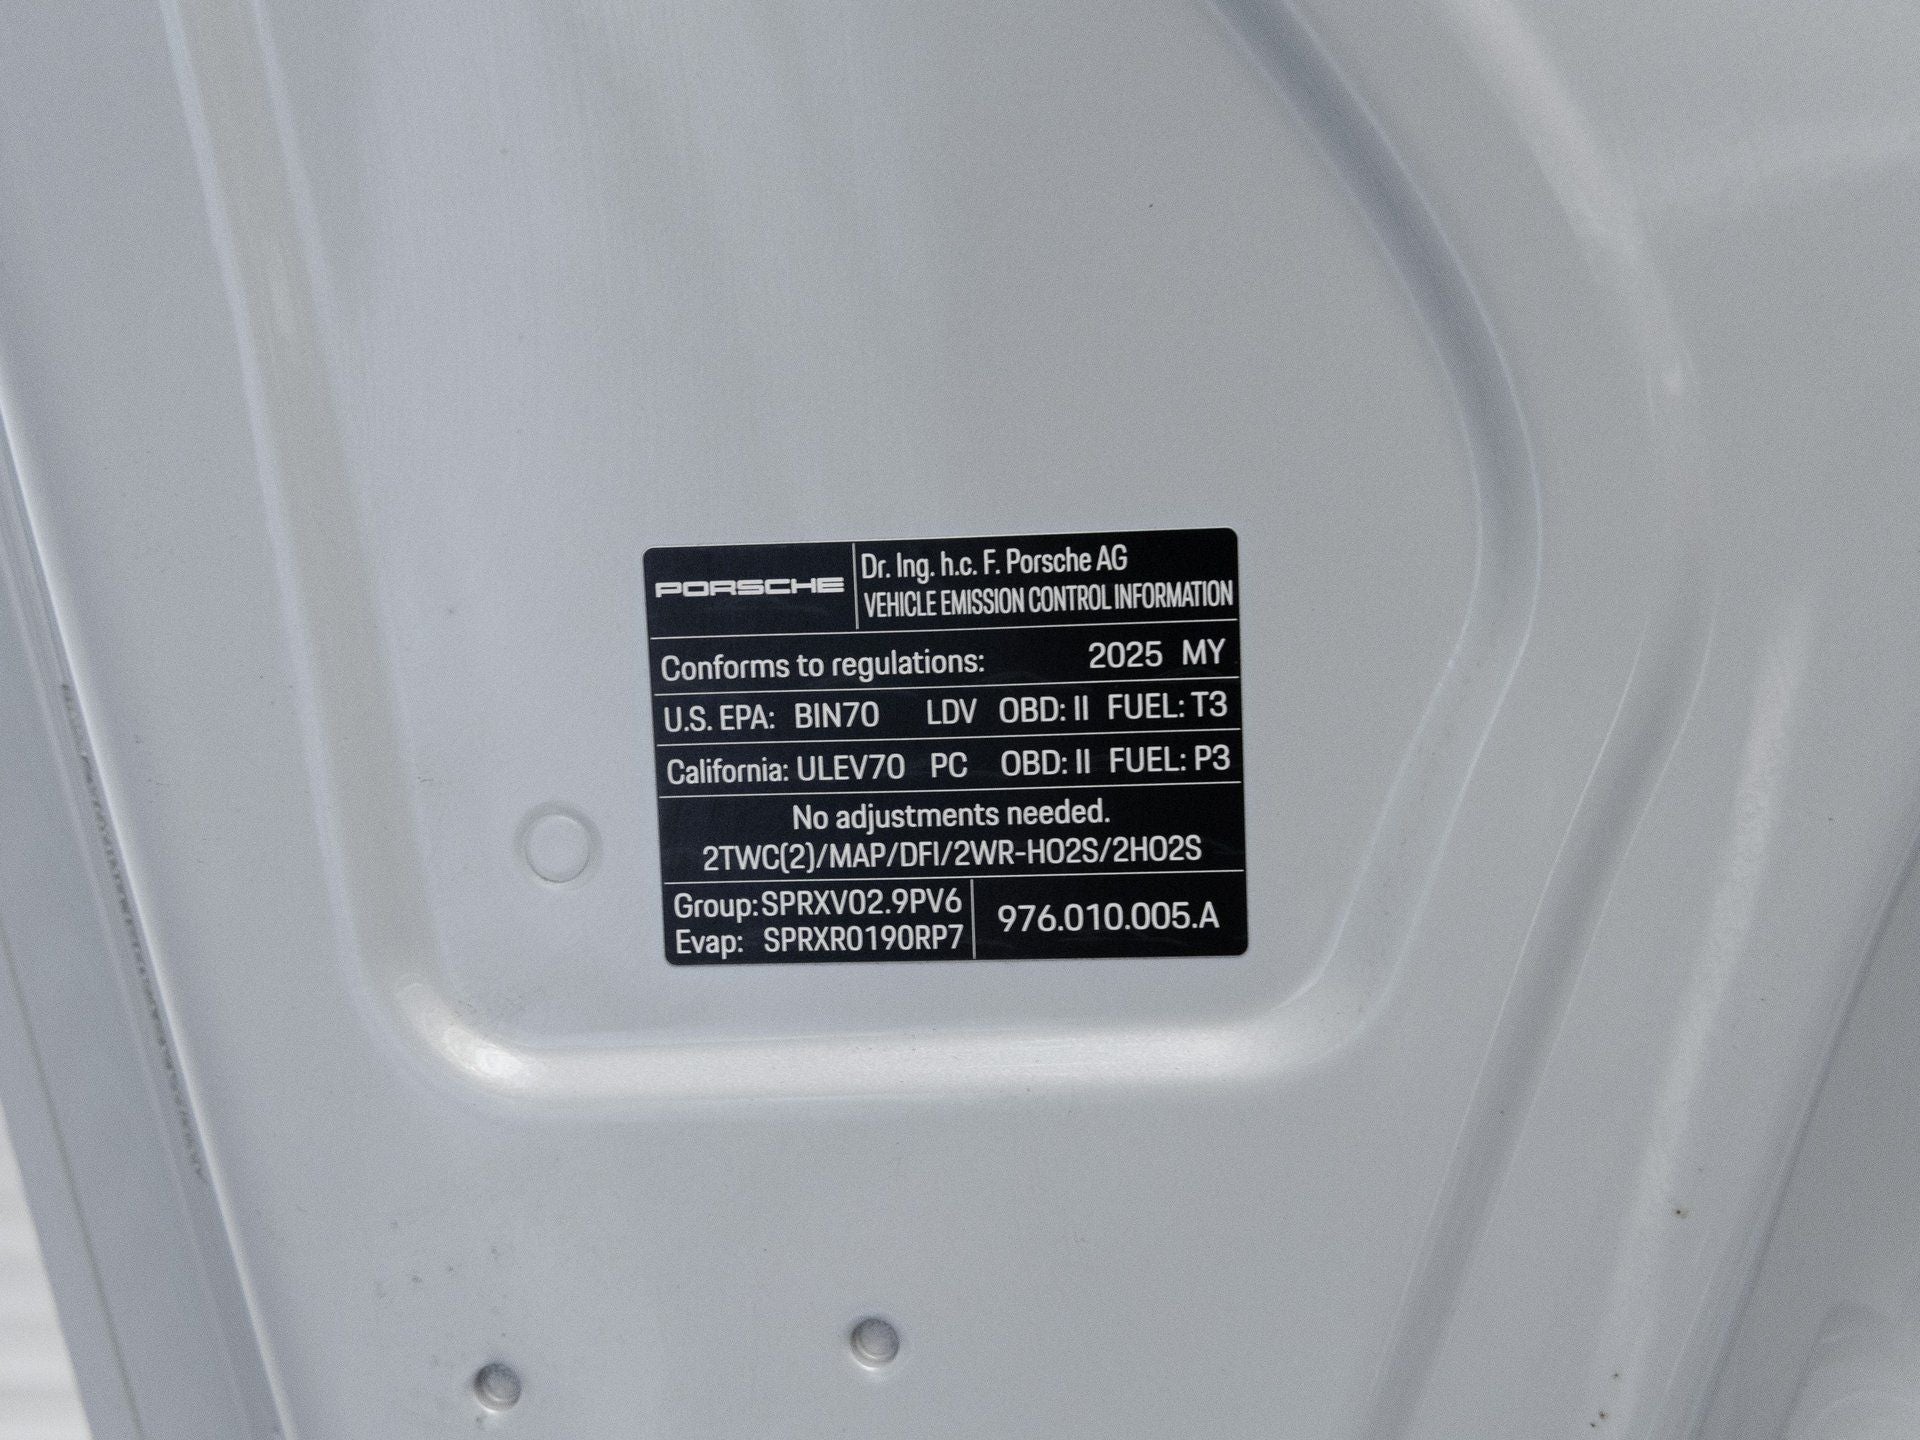 PORSCHE
Dr. Ing. h.c. F. Porsche AG
VEHICLE EMISSION CONTROL INFORMATION
Conforms to regulations: 2025 MY
U.S. EPA: BIN70 LDV OBD: II FUEL: T3
California: ULEV70 PC OBD: II FUEL: P3
No adjustments needed.
2TWC(2)/MAP/DFI/2WR-HO2S/2HO2S
Group: SPRXV02.9PV6
Evap: SPRXR0190RP7
976.010.005.A